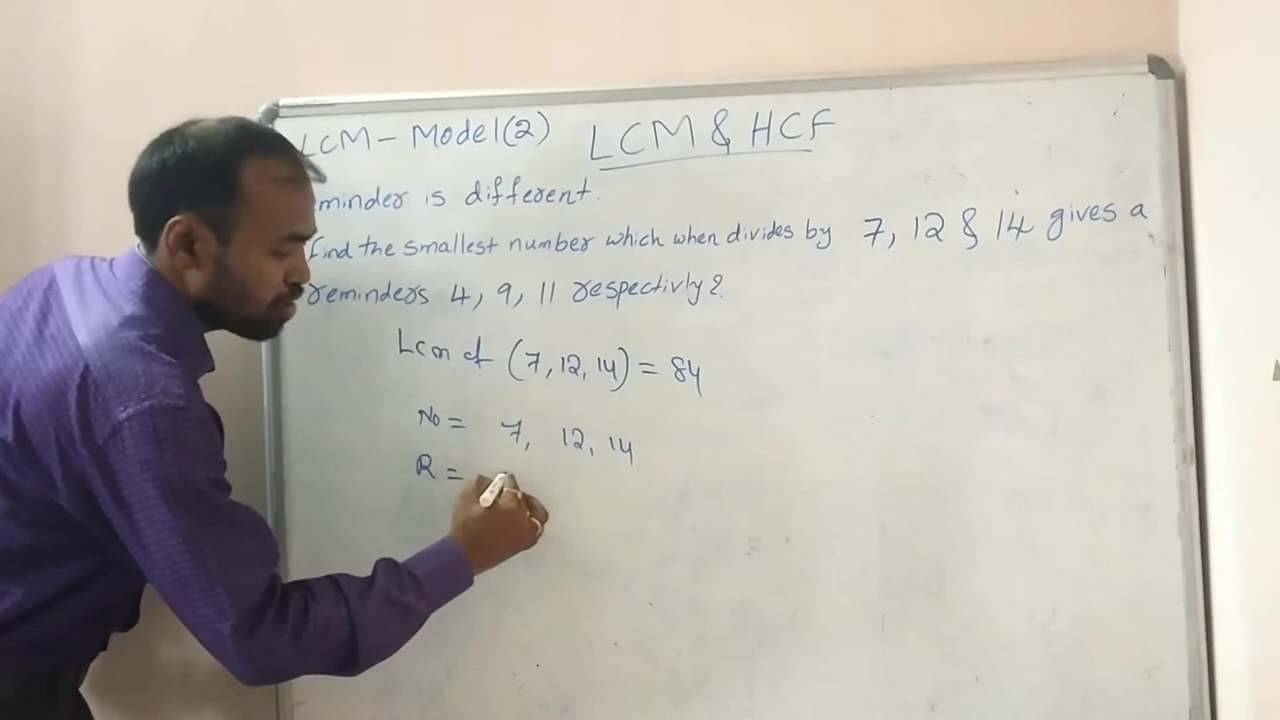 LCM - Model(2) LCM & HCF
minder is different.
find the smallest number which when divides by 7, 12 & 14 gives a
reminders 4, 9, 11 respectivly?
Lcm of (7, 12, 14) = 84
No = 7, 12, 14
R =